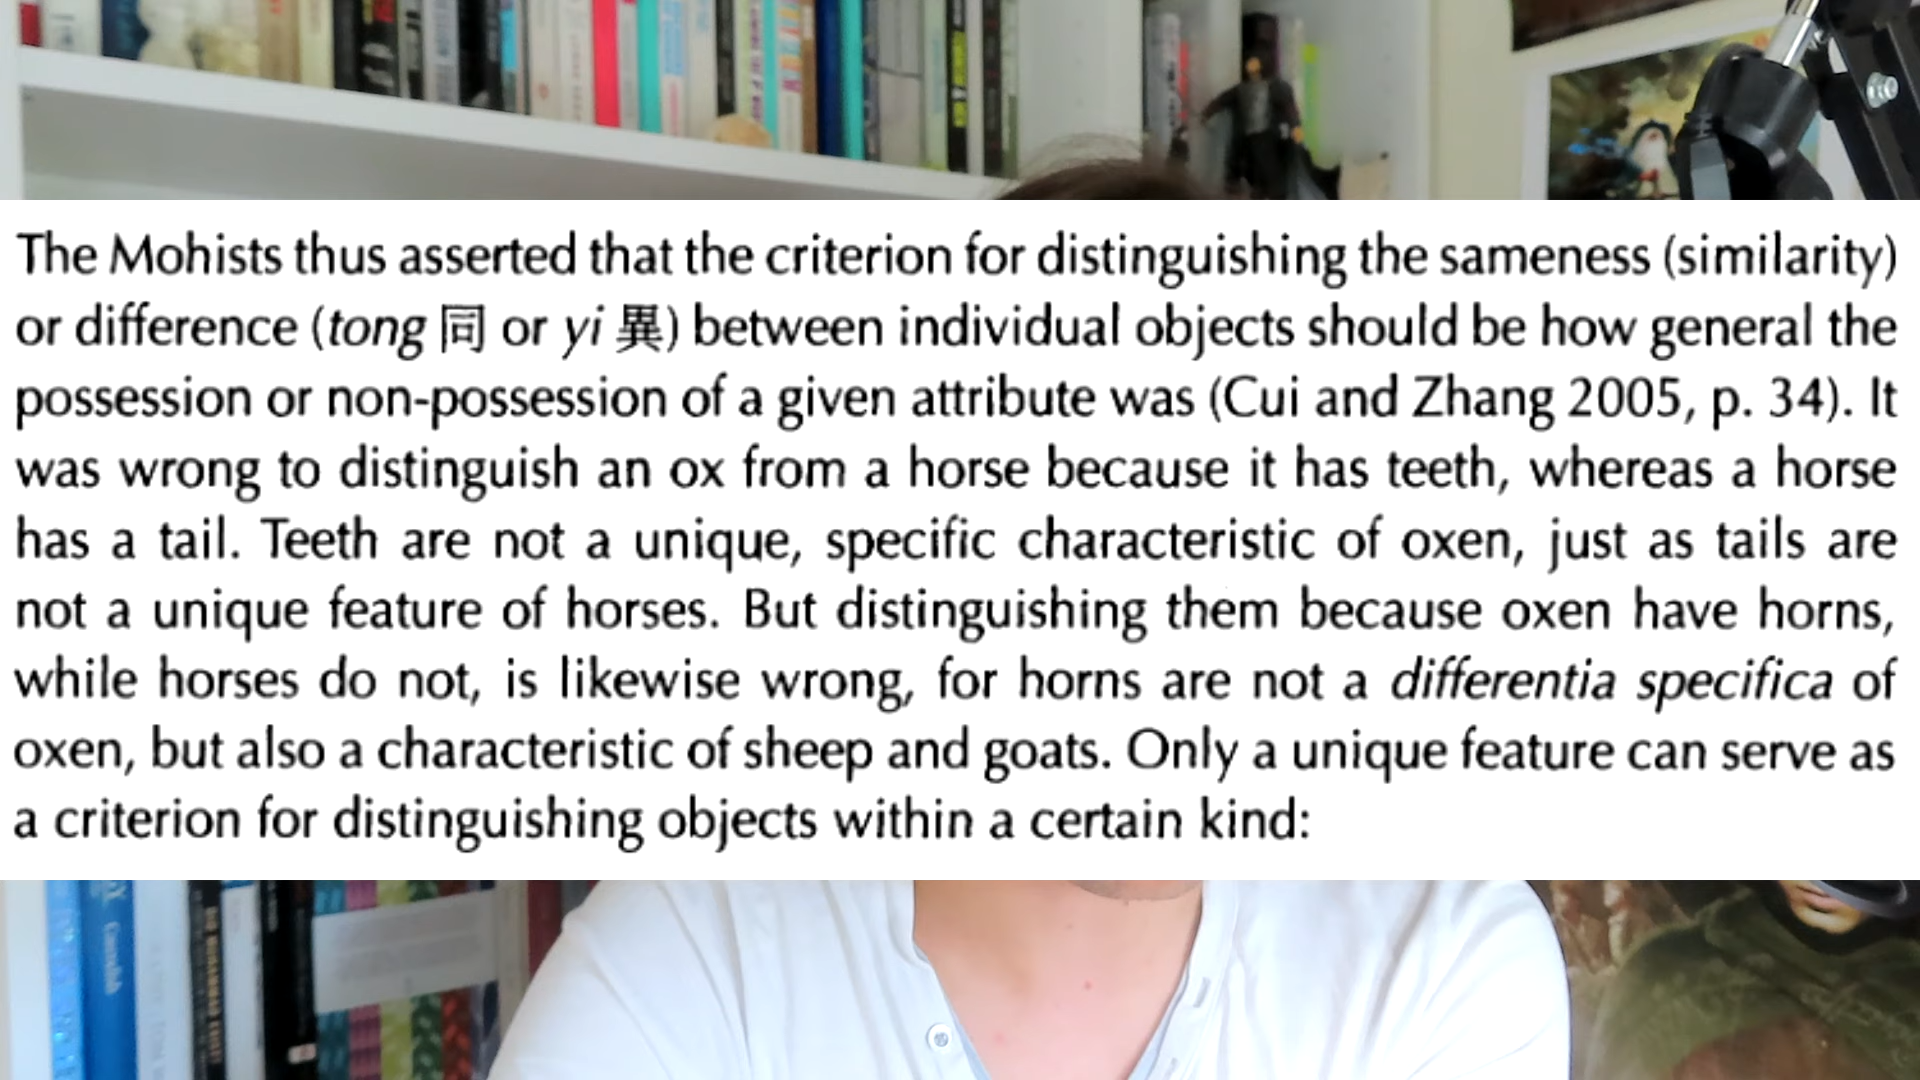 The Mohists thus asserted that the criterion for distinguishing the sameness (similarity)
or difference (tong 同 or yi 異) between individual objects should be how general the
possession or non-possession of a given attribute was (Cui and Zhang 2005, p. 34). It
was wrong to distinguish an ox from a horse because it has teeth, whereas a horse
has a tail. Teeth are not a unique, specific characteristic of oxen, just as tails are
not a unique feature of horses. But distinguishing them because oxen have horns,
while horses do not, is likewise wrong, for horns are not a differentia specifica of
oxen, but also a characteristic of sheep and goats. Only a unique feature can serve as
a criterion for distinguishing objects within a certain kind: